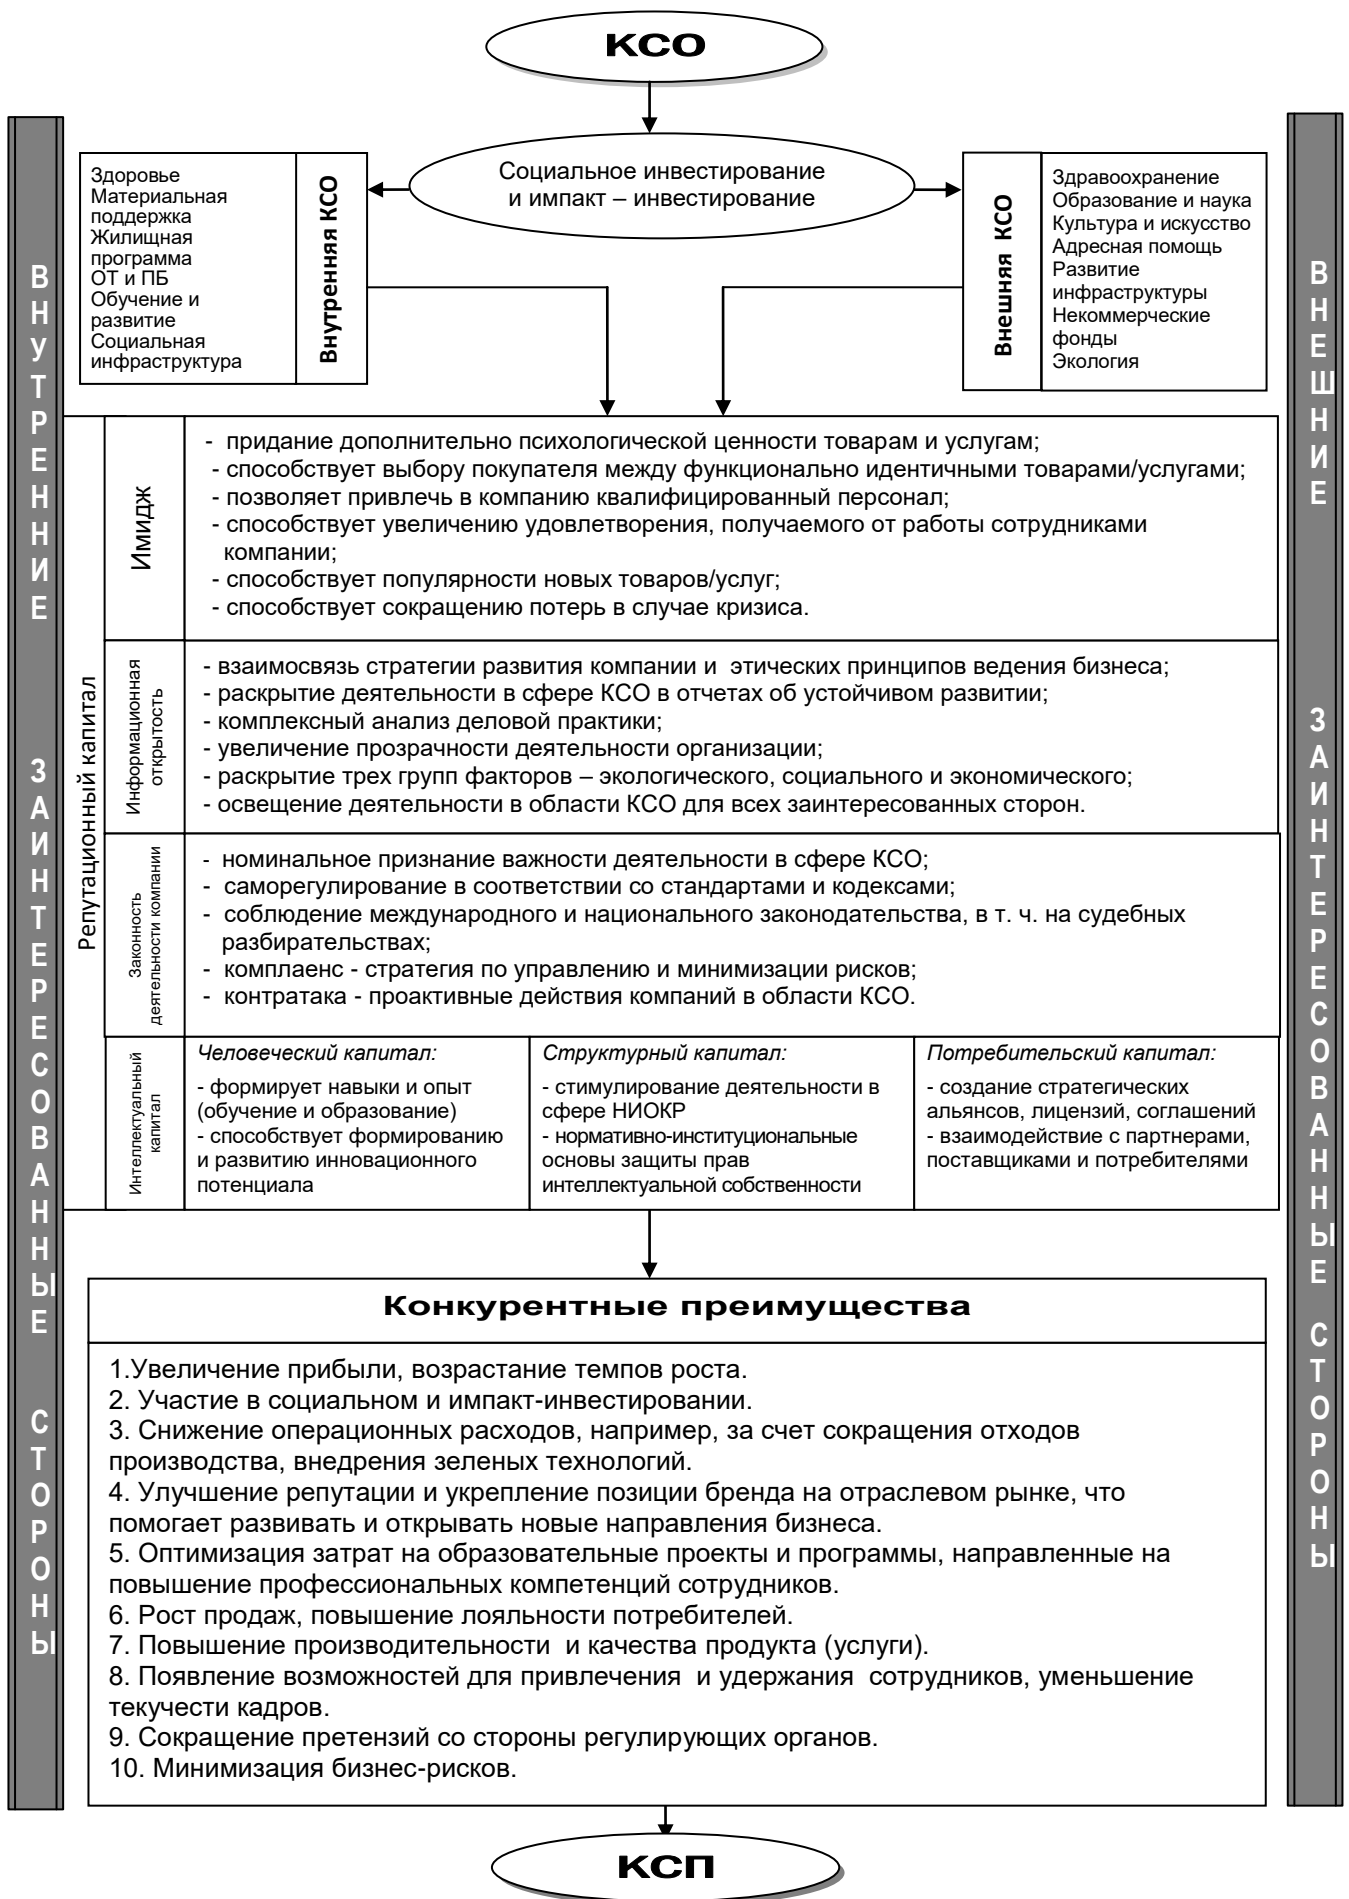 КСО
Социальное инвестирование
и импакт – инвестирование
ВНУТРЕННИЕ ЗАИНТЕРЕСОВАННЫЕ СТОРОНЫ
Здоровье
Материальная
поддержка
Жилищная
программа
ОТ и ПБ
Обучение и
развитие
Социальная
инфраструктура
Внутренняя КСО
Внешняя КСО
Здравоохранение
Образование и наука
Культура и искусство
Адресная помощь
Развитие
инфраструктуры
Некоммерческие
фонды
Экология
ВНЕШНИЕ ЗАИНТЕРЕСОВАННЫЕ СТОРОНЫ
Репутационный капитал
Имидж
- придание дополнительно психологической ценности товарам и услугам;
- способствует выбору покупателя между функционально идентичными товарами/услугами;
- позволяет привлечь в компанию квалифицированный персонал;
- способствует увеличению удовлетворения, получаемого от работы сотрудниками
компании;
- способствует популярности новых товаров/услуг;
- способствует сокращению потерь в случае кризиса.
Информационная
открытость
- взаимосвязь стратегии развития компании и этических принципов ведения бизнеса;
- раскрытие деятельности в сфере КСО в отчетах об устойчивом развитии;
- комплексный анализ деловой практики;
- увеличение прозрачности деятельности организации;
- раскрытие трех групп факторов – экологического, социального и экономического;
- освещение деятельности в области КСО для всех заинтересованных сторон.
Законность
деятельности компании
- номинальное признание важности деятельности в сфере КСО;
- саморегулирование в соответствии со стандартами и кодексами;
- соблюдение международного и национального законодательства, в т. ч. на судебных
разбирательствах;
- комплаенс - стратегия по управлению и минимизации рисков;
- контратака - проактивные действия компаний в области КСО.
Интеллектуальный
капитал
Человеческий капитал:
- формирует навыки и опыт
(обучение и образование)
- способствует формированию
и развитию инновационного
потенциала
Структурный капитал:
- стимулирование деятельности в
сфере НИОКР
- нормативно-институциональные
основы защиты прав
интеллектуальной собственности
Потребительский капитал:
- создание стратегических
альянсов, лицензий, соглашений
- взаимодействие с партнерами,
поставщиками и потребителями
Конкурентные преимущества
1.Увеличение прибыли, возрастание темпов роста.
2. Участие в социальном и импакт-инвестировании.
3. Снижение операционных расходов, например, за счет сокращения отходов
производства, внедрения зеленых технологий.
4. Улучшение репутации и укрепление позиции бренда на отраслевом рынке, что
помогает развивать и открывать новые направления бизнеса.
5. Оптимизация затрат на образовательные проекты и программы, направленные на
повышение профессиональных компетенций сотрудников.
6. Рост продаж, повышение лояльности потребителей.
7. Повышение производительности и качества продукта (услуги).
8. Появление возможностей для привлечения и удержания сотрудников, уменьшение
текучести кадров.
9. Сокращение претензий со стороны регулирующих органов.
10. Минимизация бизнес-рисков.
КСП